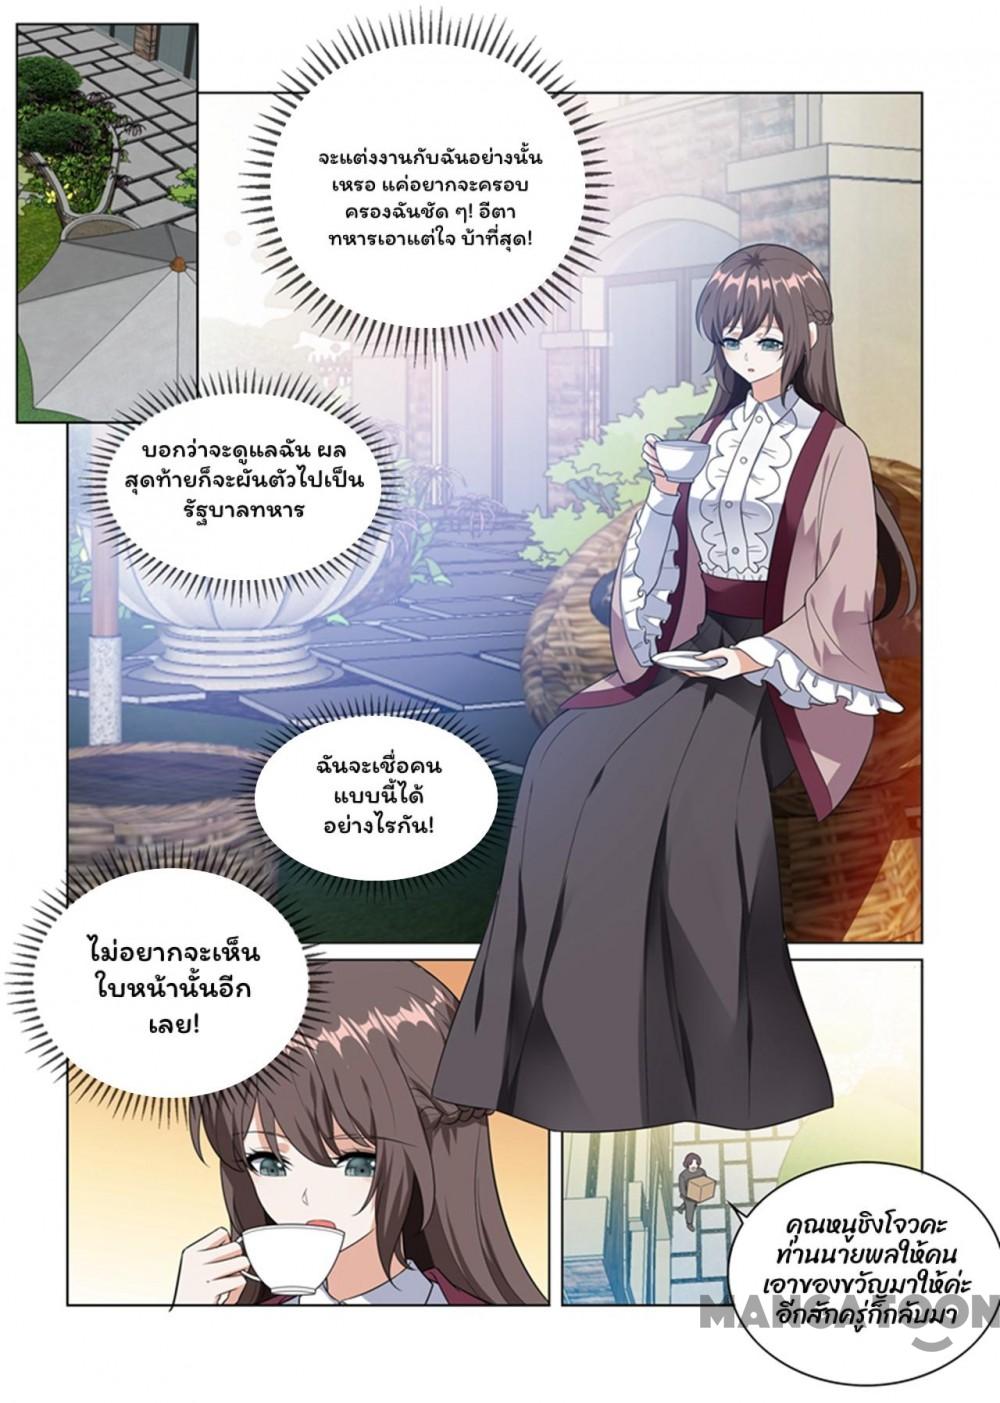 จะแต่งงานกับฉันอย่างนั้น
เหรอ แค่อยากจะครอบ
ครองฉันชัด ๆ! อีตา
ทหารเอาแต่ใจ บ้าที่สุด!
บอกว่าจะดูแลฉัน ผล
สุดท้ายก็จะผันตัวไปเป็น
รัฐบาลทหาร
ฉันจะเชื่อคน
แบบนี้ได้
อย่างไรกัน!
ไม่อยากจะเห็น
ใบหน้านั้นอีก
เลย!
คุณหนูชิงโจวคะ
ท่านนายพลให้คน
เอาของขวัญมาให้ค่ะ
อีกสักครู่ก็กลับมา
MANGATOON